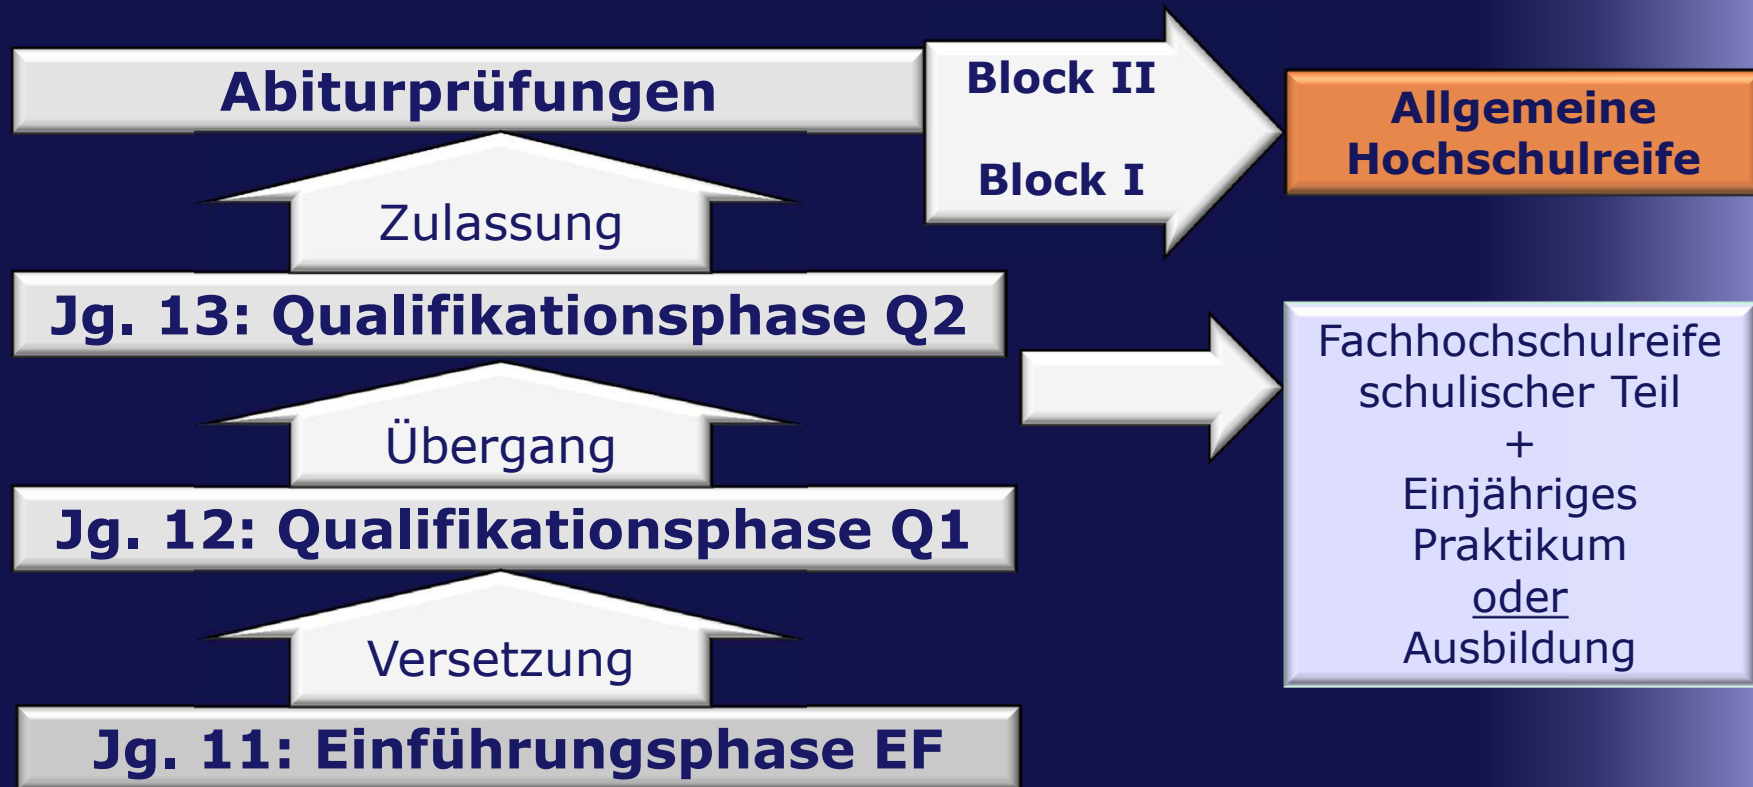 Abiturprüfungen
Block II
Block I
Allgemeine
Hochschulreife
Zulassung
Jg. 13: Qualifikationsphase Q2
Fachhochschulreife
schulischer Teil
+
Einjähriges
Praktikum
oder
Ausbildung
Übergang
Jg. 12: Qualifikationsphase Q1
Versetzung
Jg. 11: Einführungsphase EF